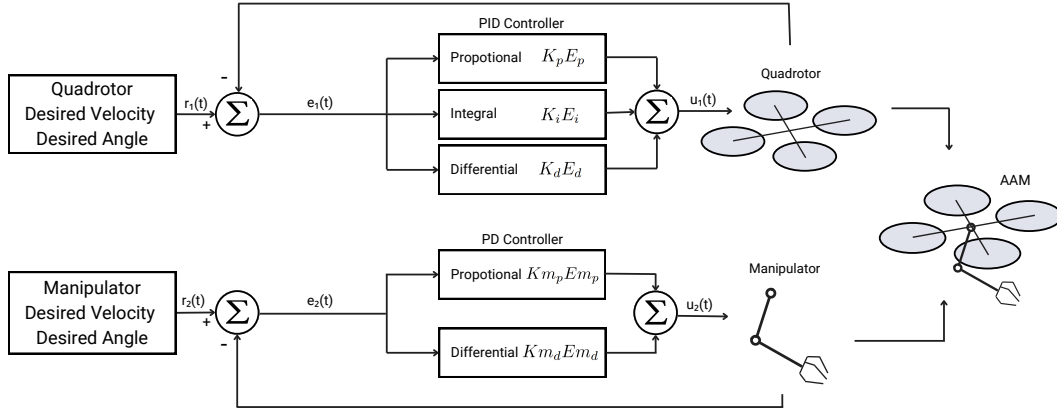 PID Controller
Propotional K_pE_p
Quadrotor
Desired Velocity
Desired Angle
r₁(t)
-
+
Σ
e₁(t)
Integral K_iE_i
Σ
u₁(t)
Quadrotor
Differential K_dE_d
AAM
PD Controller
Propotional Km_pEm_p
Manipulator
Desired Velocity
Desired Angle
r₂(t)
+
-
Σ
e₂(t)
Σ
u₂(t)
Manipulator
Differential Km_dEm_d